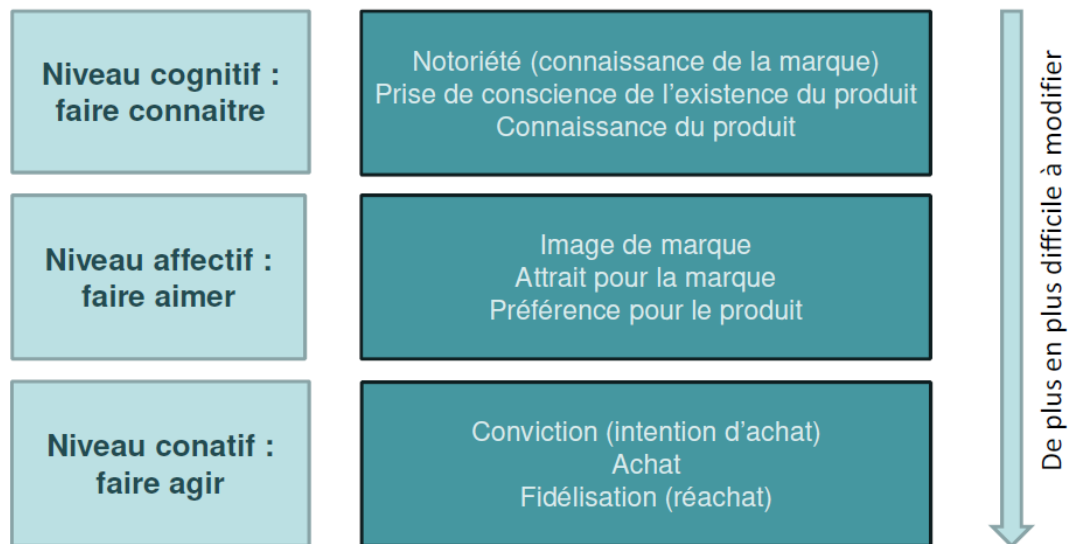 Niveau cognitif :
faire connaitre
Notoriété (connaissance de la marque)
Prise de conscience de l’existence du produit
Connaissance du produit
Niveau affectif :
faire aimer
Image de marque
Attrait pour la marque
Préférence pour le produit
Niveau conatif :
faire agir
Conviction (intention d’achat)
Achat
Fidélisation (réachat)
De plus en plus difficile à modifier